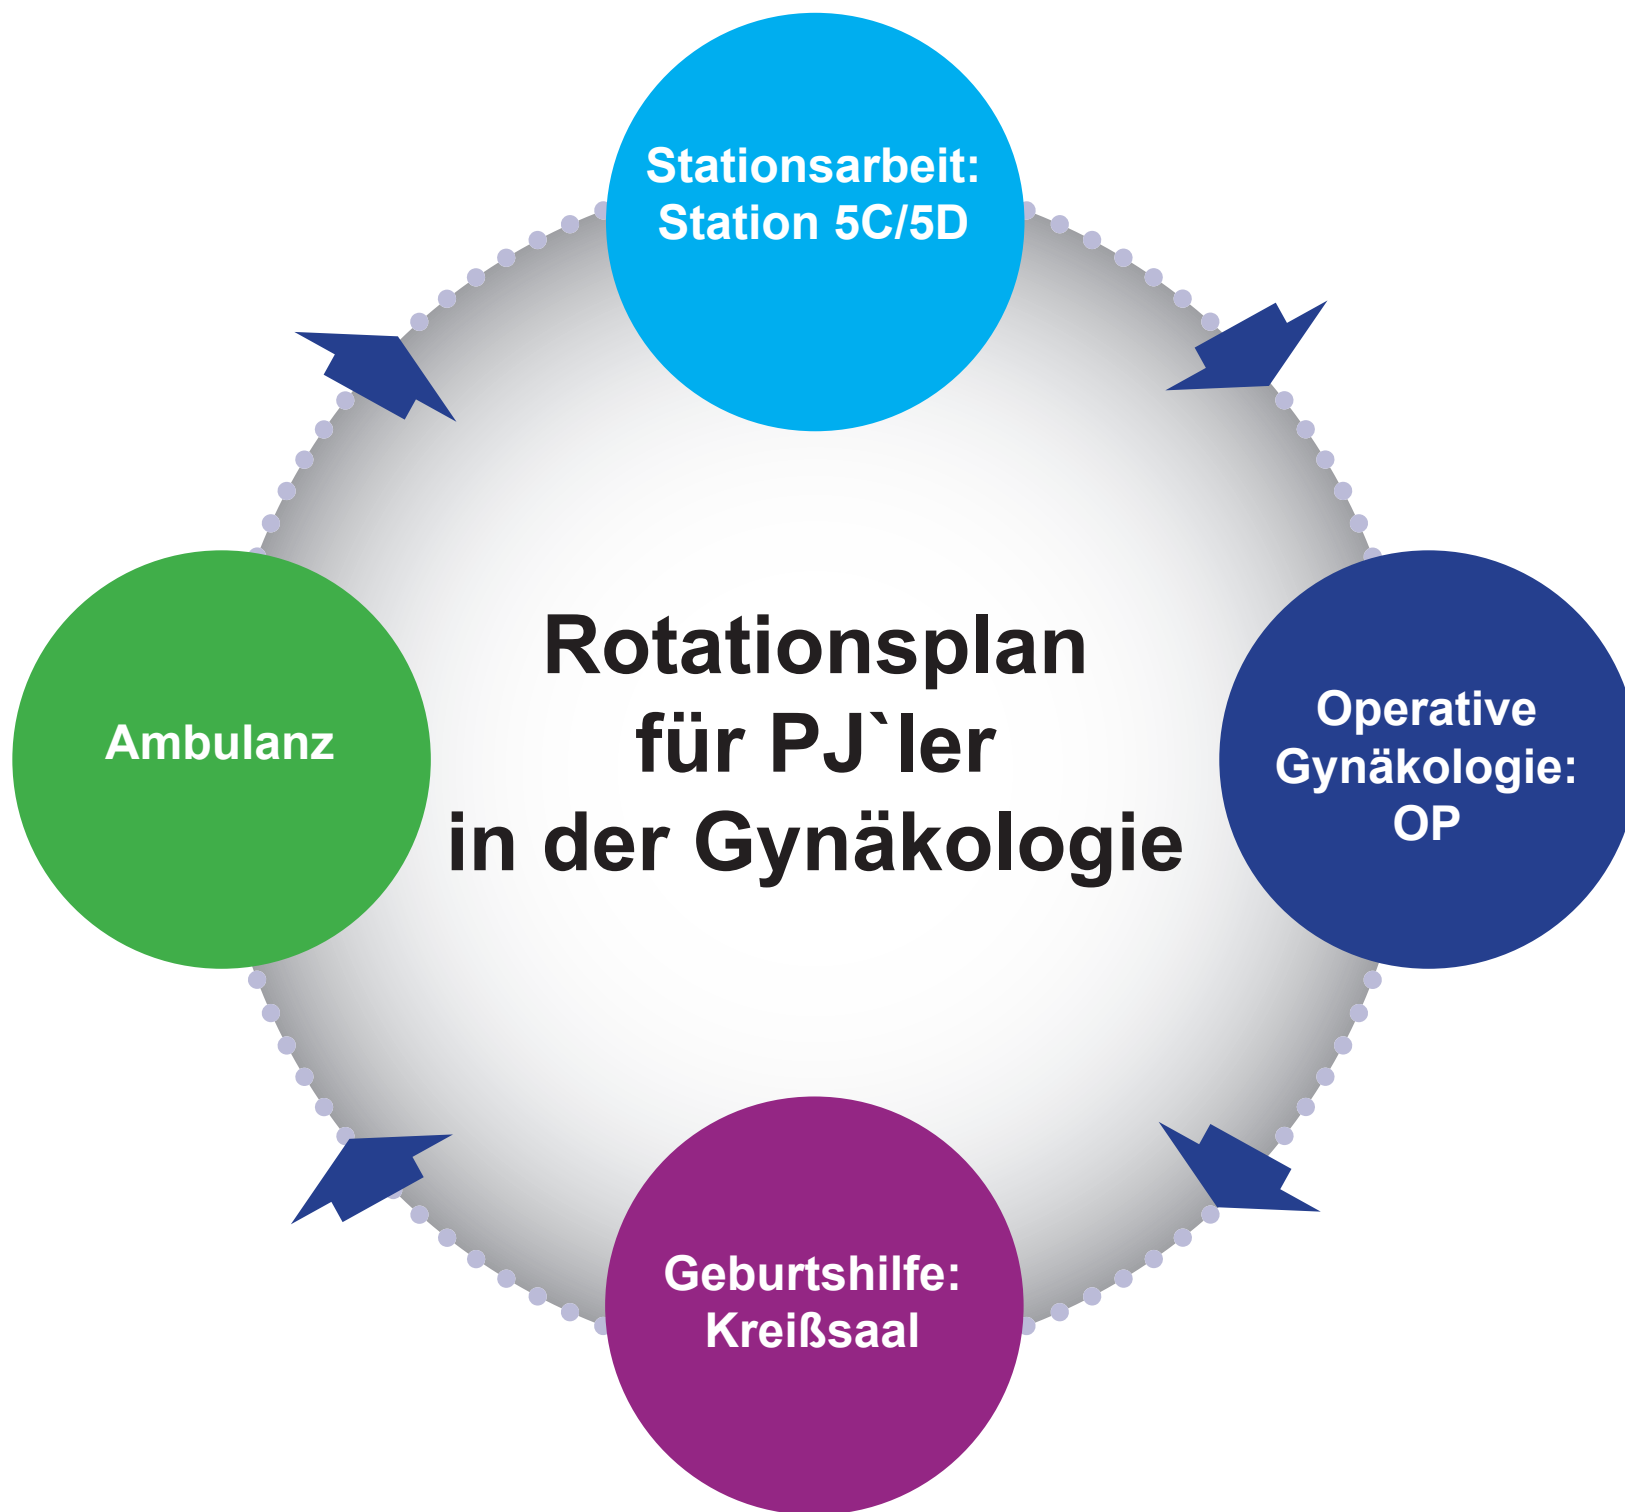 Stationsarbeit:
Station 5C/5D
Rotationsplan
für PJ`ler
in der Gynäkologie
Ambulanz
Operative
Gynäkologie:
OP
Geburtshilfe:
Kreißsaal